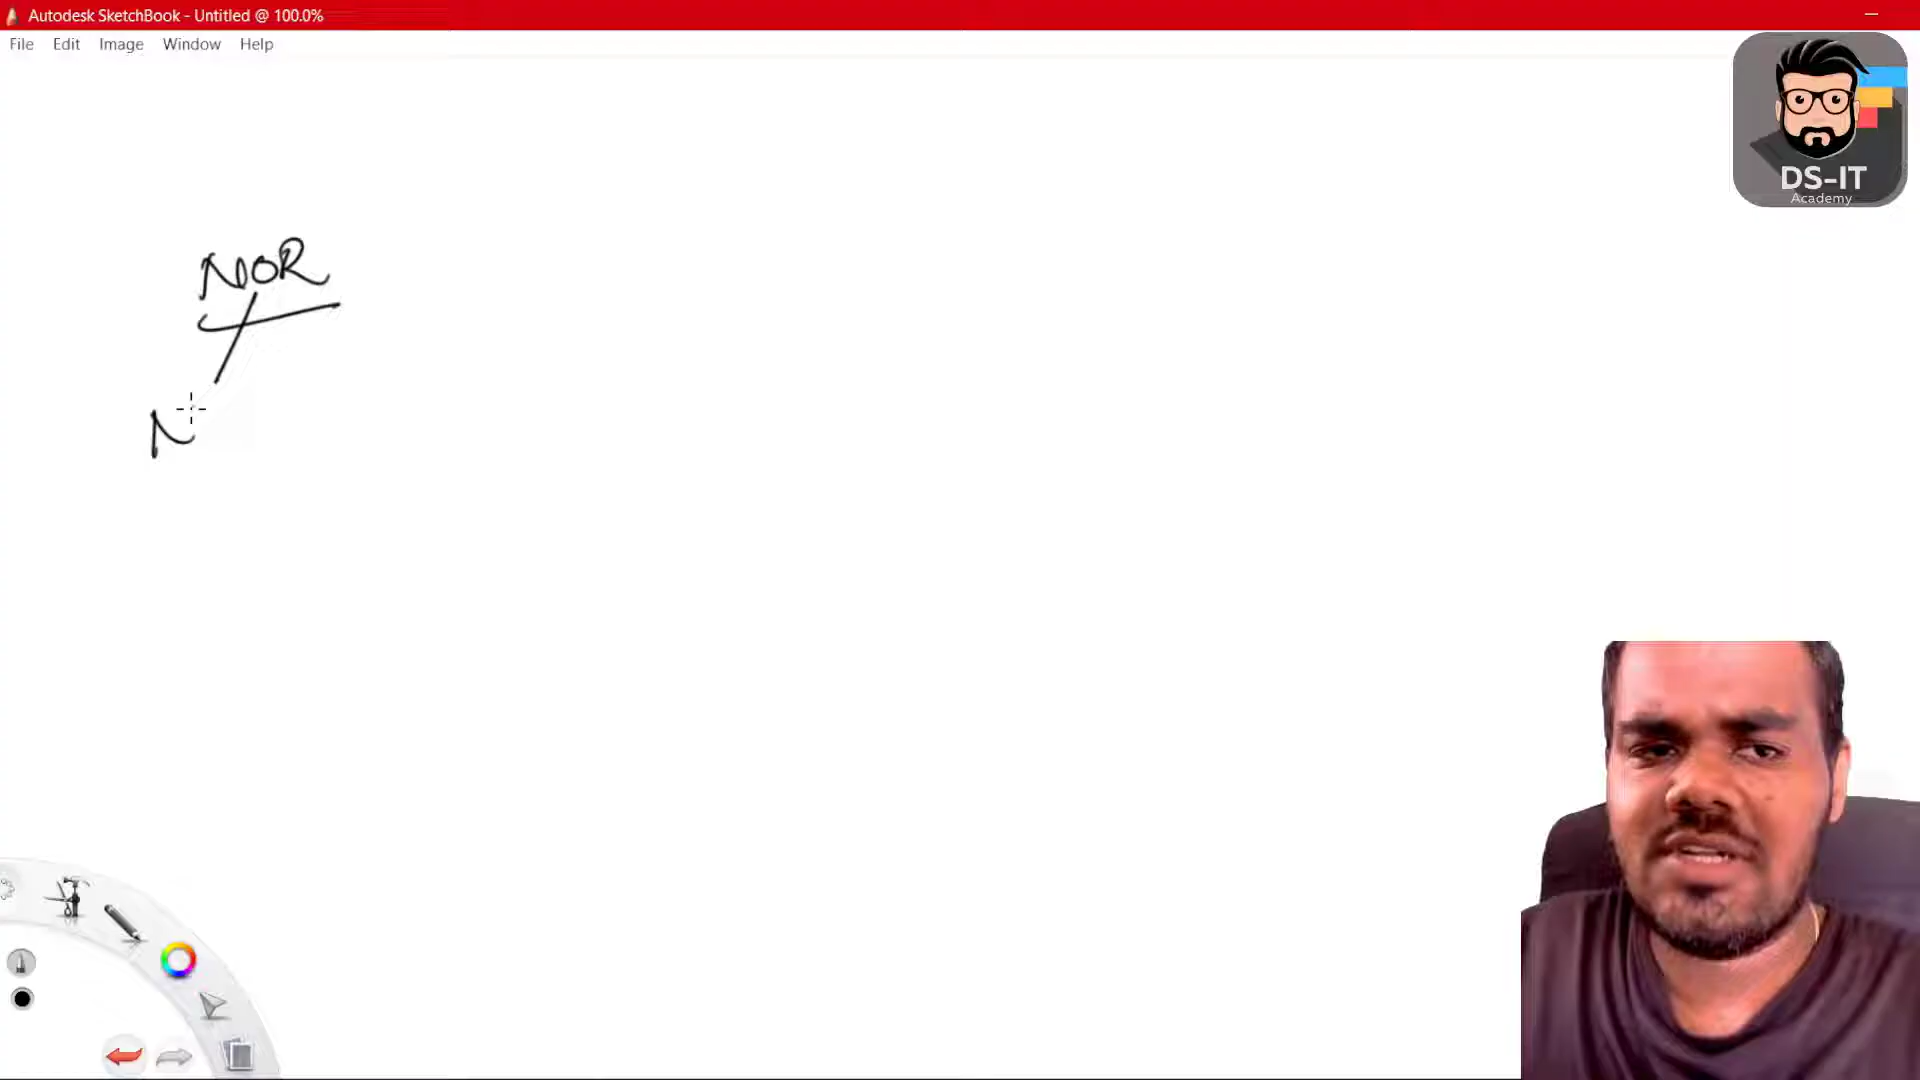 Autodesk SketchBook - Untitled @ 100.0%
File Edit Image Window Help
DS-IT
Academy
NOR
N